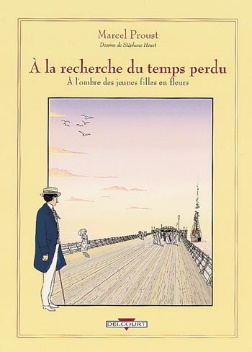 Marcel Proust
Dessins de Stéphane Heuet
À la recherche du temps perdu
À l'ombre des jeunes filles en fleurs
DELCOURT